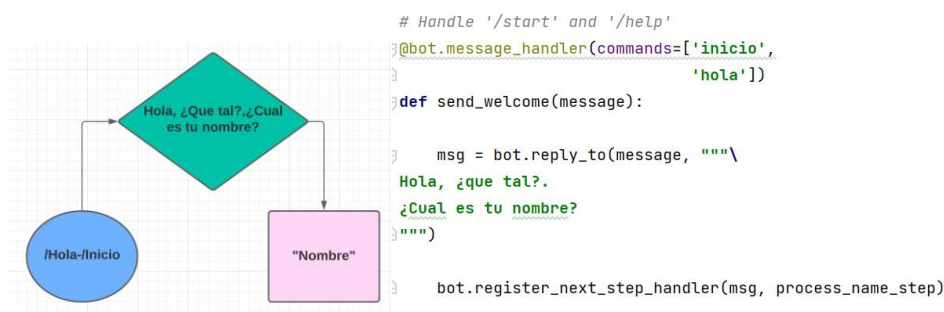 Hola, ¿Que tal?,¿Cual
es tu nombre?
/Hola-/Inicio
"Nombre"
# Handle '/start' and '/help'
@bot.message_handler(commands=['inicio',
'hola'])
def send_welcome(message):
msg = bot.reply_to(message, """\
Hola, ¿que tal?.
¿Cual es tu nombre?
""")
bot.register_next_step_handler(msg, process_name_step)